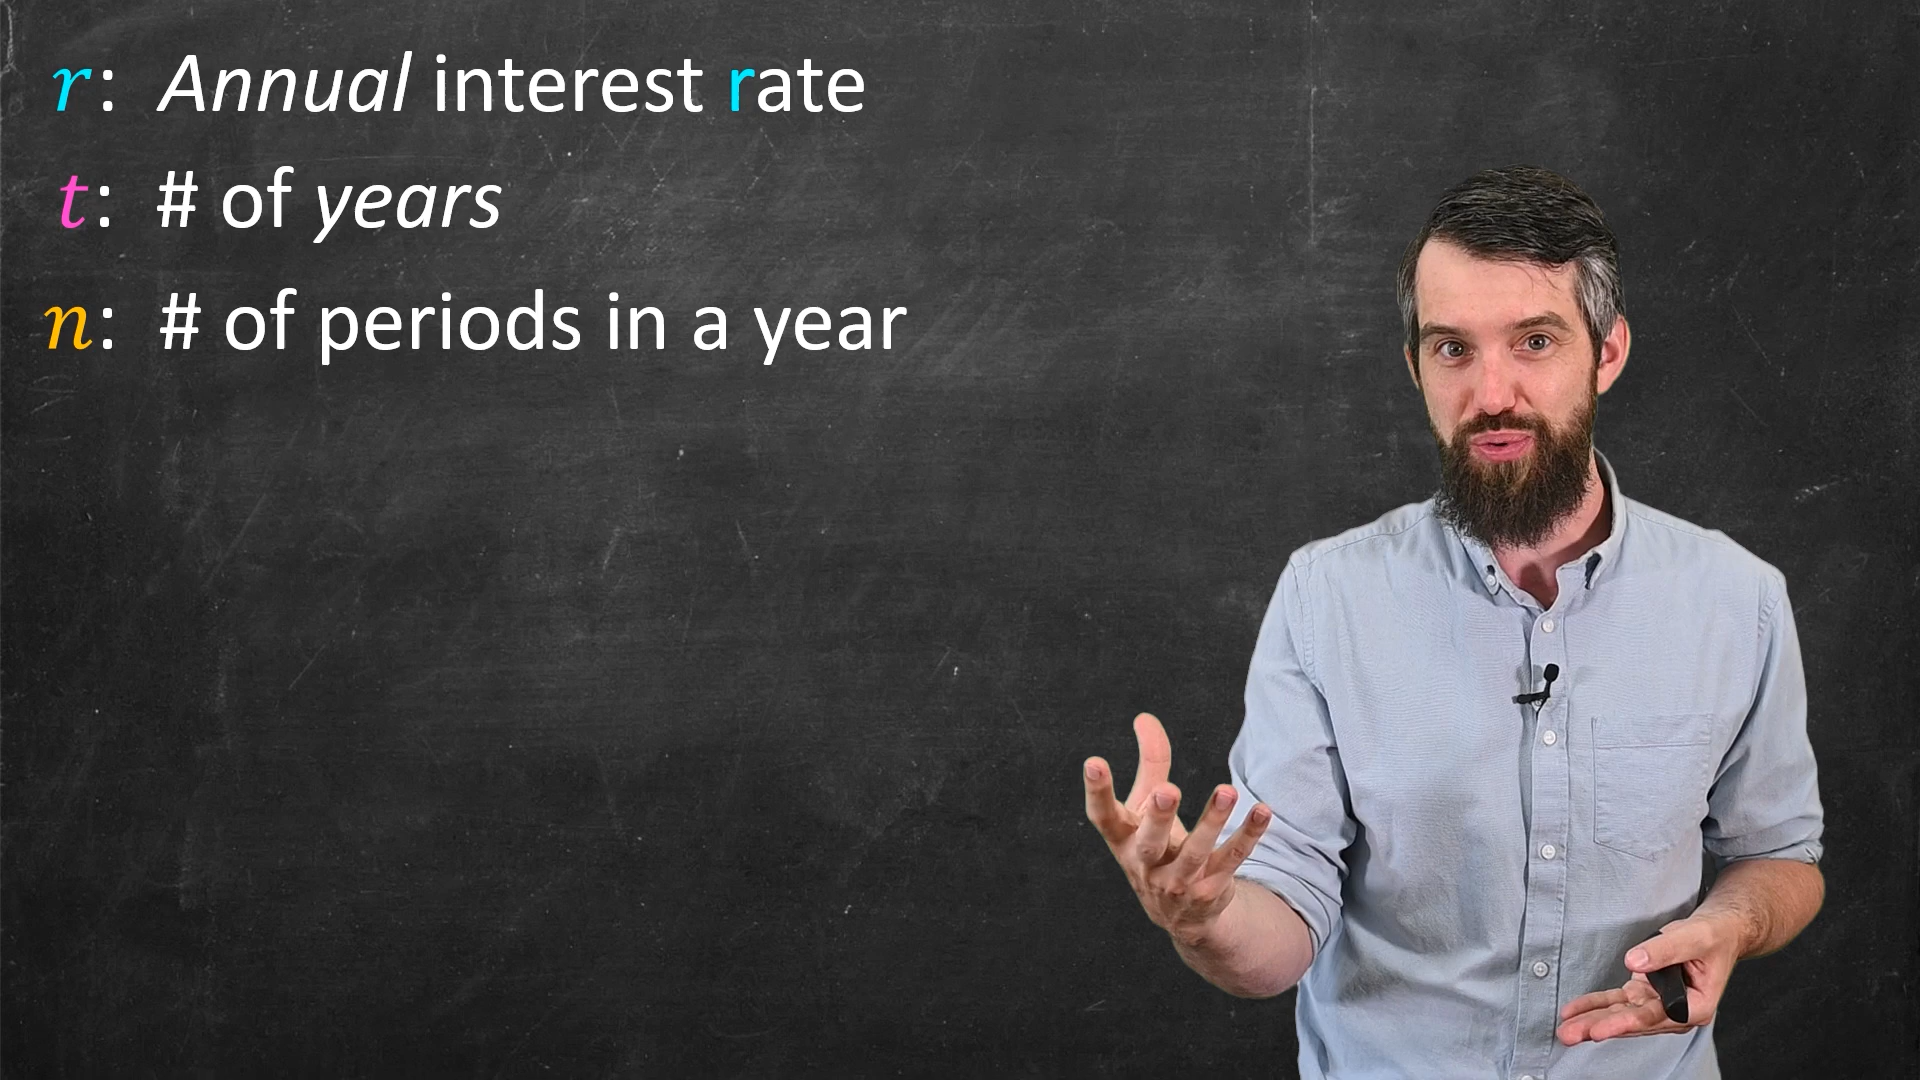 r: Annual interest rate
t: # of years
n: # of periods in a year